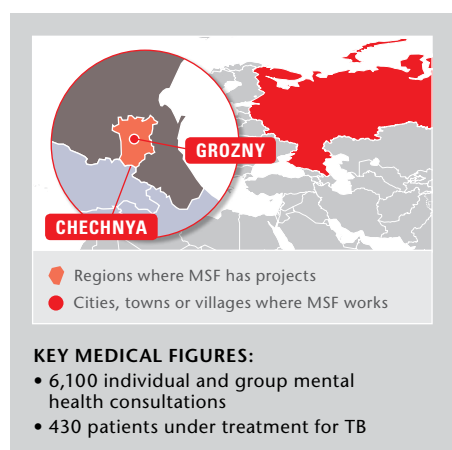 GROZNY
CHECHNYA
Regions where MSF has projects
Cities, towns or villages where MSF works
KEY MEDICAL FIGURES:
• 6,100 individual and group mental
health consultations
• 430 patients under treatment for TB